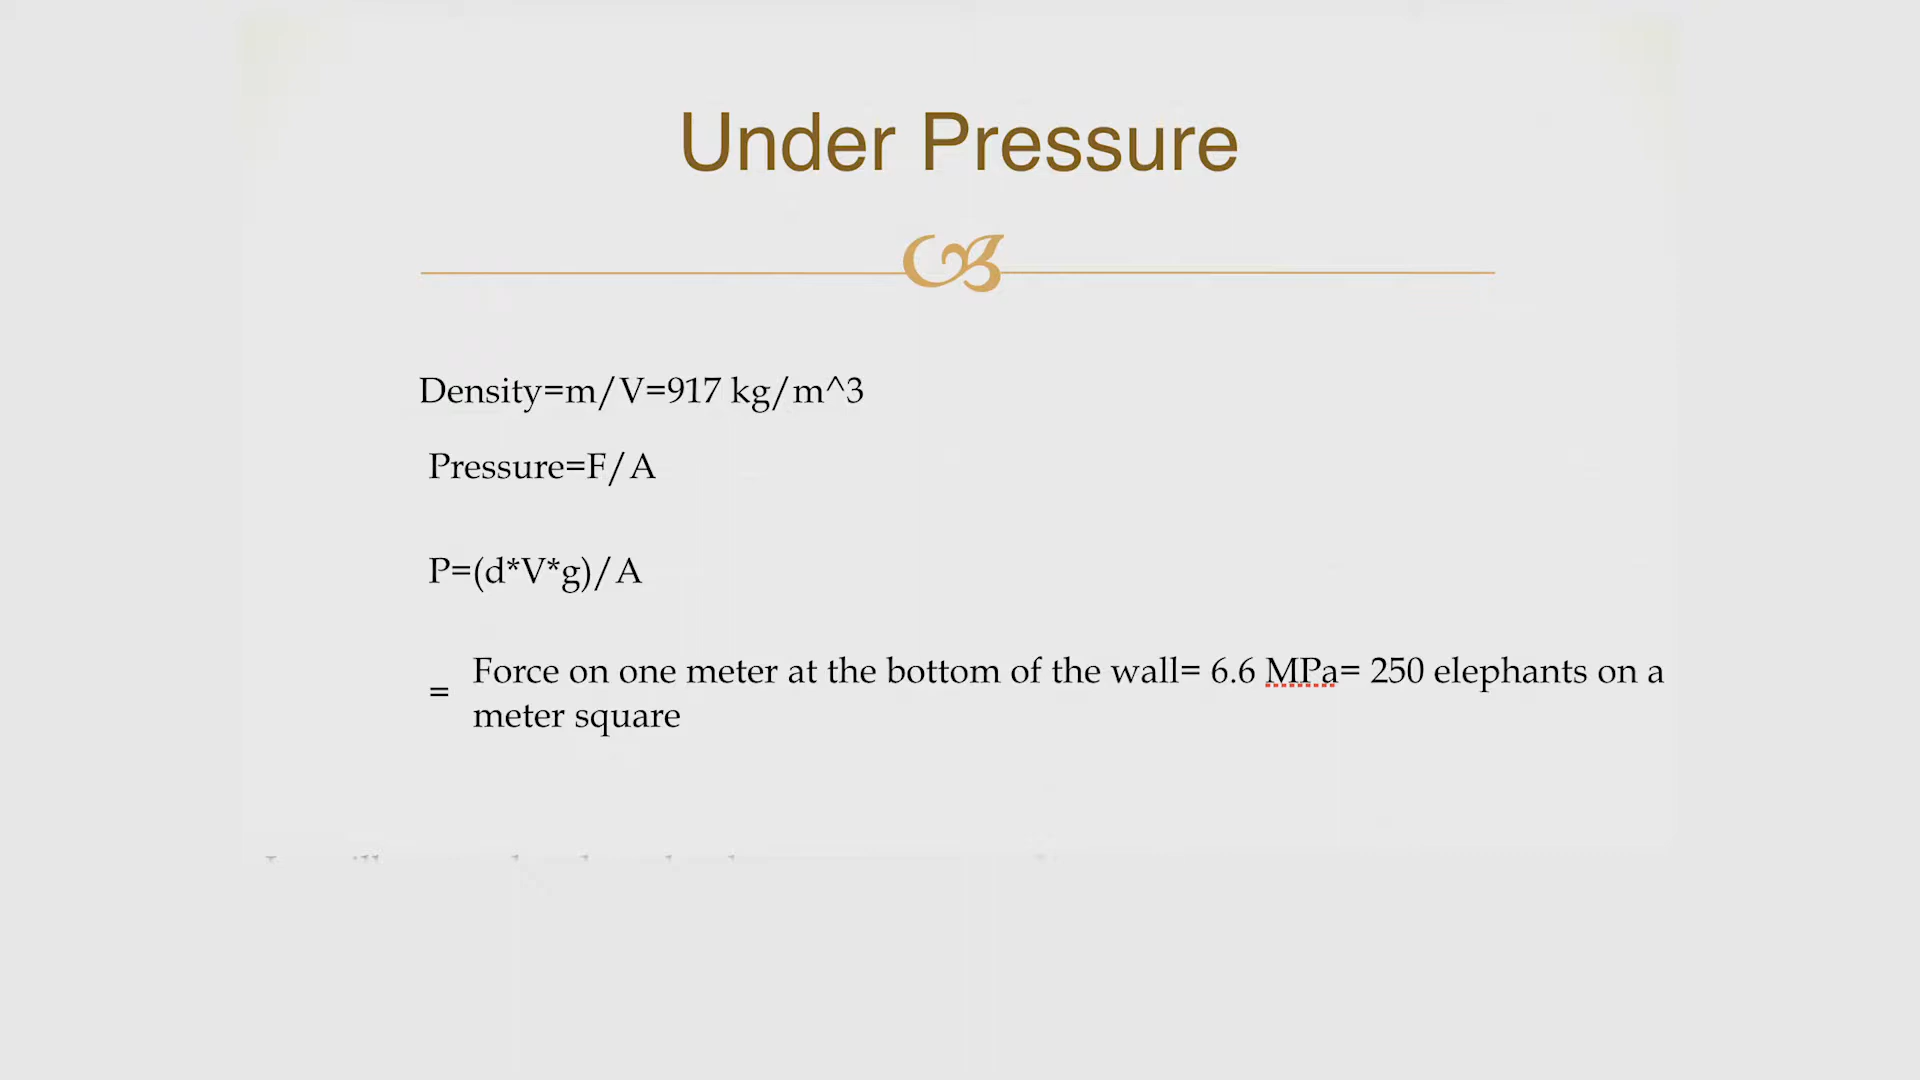 Under Pressure
Density=m/V=917 kg/m^3
Pressure=F/A
P=(d*V*g)/A
= Force on one meter at the bottom of the wall= 6.6 MPa= 250 elephants on a
meter square